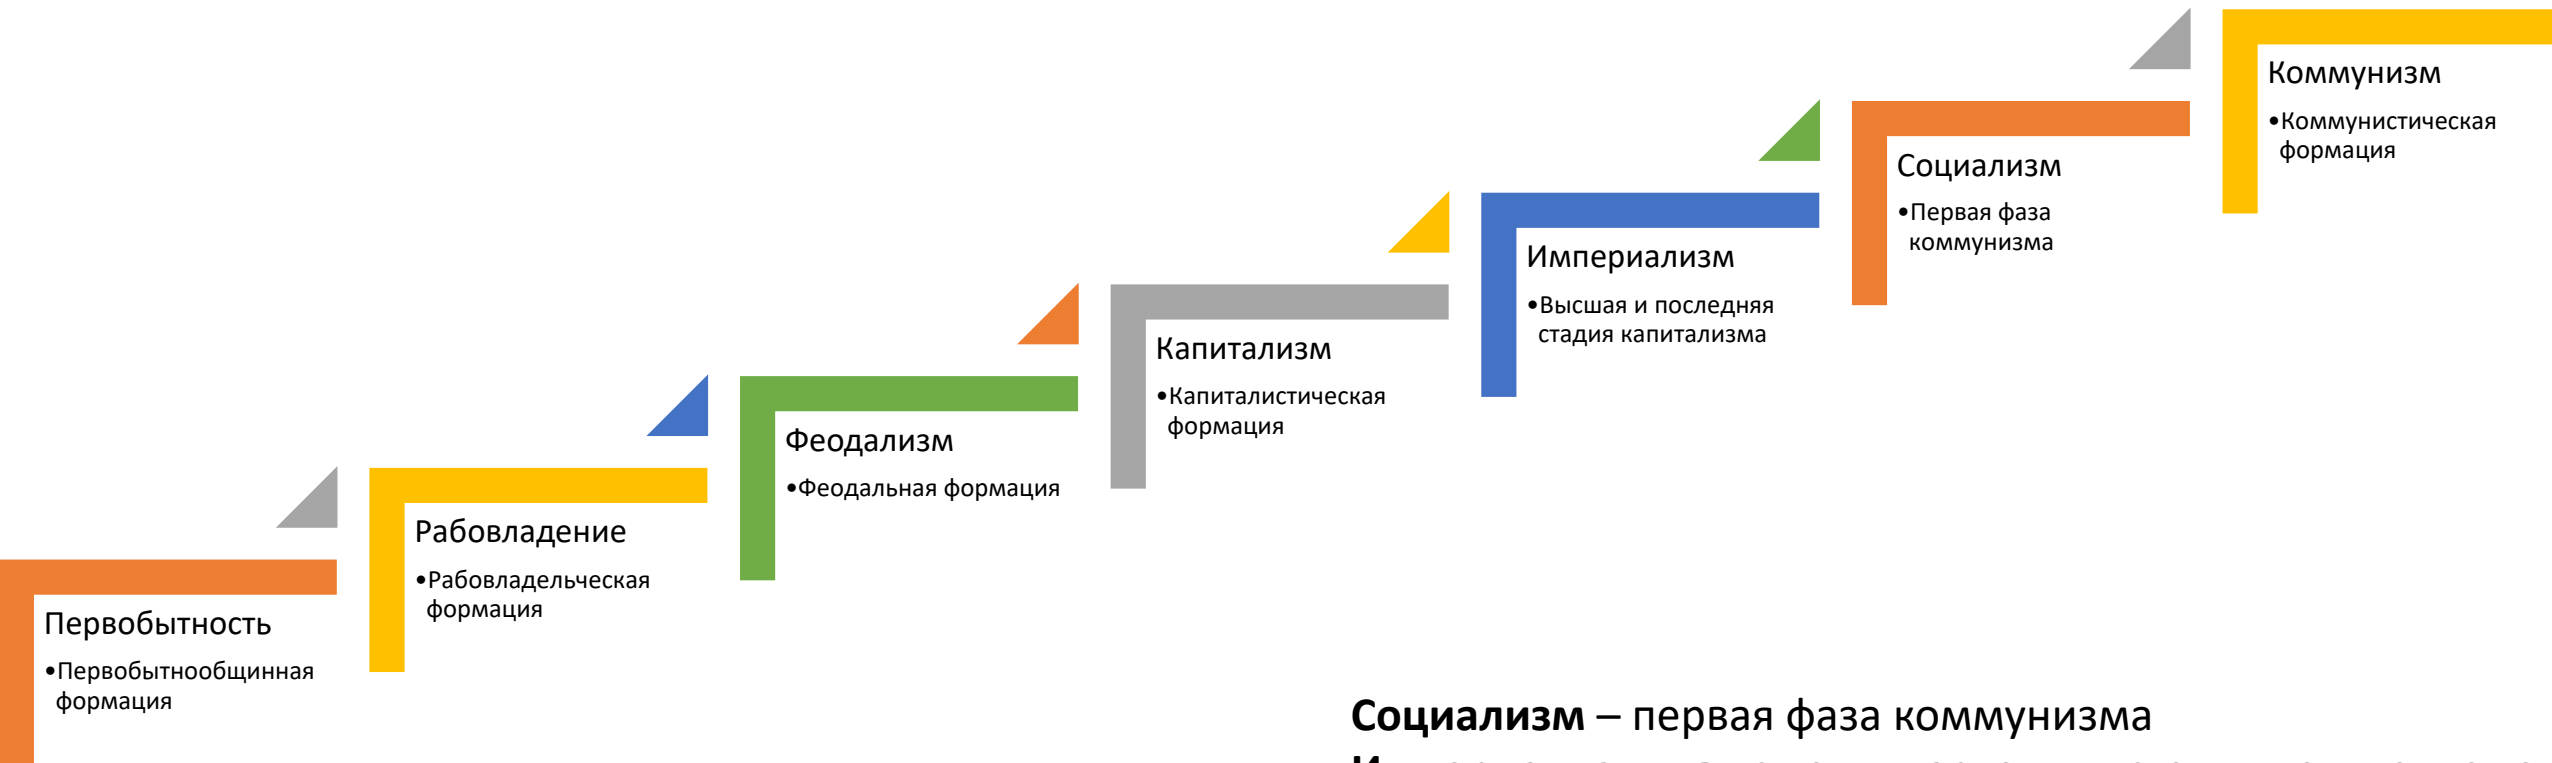 Коммунизм
•Коммунистическая
формация
Социализм
•Первая фаза
коммунизма
Империализм
•Высшая и последняя
стадия капитализма
Капитализм
•Капиталистическая
формация
Феодализм
•Феодальная формация
Рабовладение
•Рабовладельческая
формация
Первобытность
•Первобытнообщинная
формация
Социализм – первая фаза коммунизма